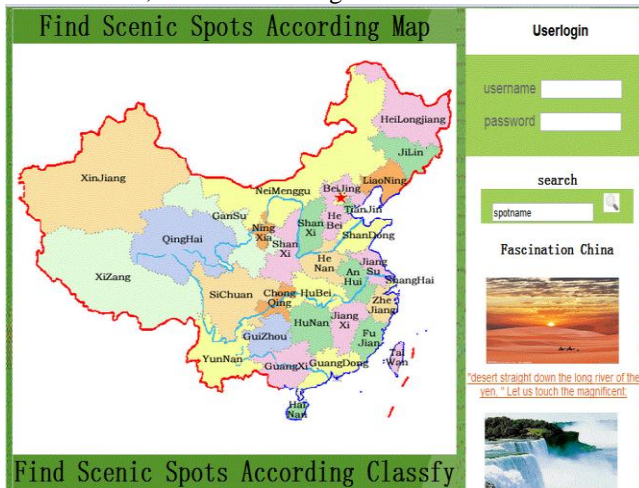 Find Scenic Spots According Map
HeiLongjiang
JiLin
LiaoNing
XinJiang
NeiMenggu
BeiJing
TianJin
GanSu
Ning
Xia
Shan
Xi
He
Bei
ShanDong
QingHai
Shan
Xi
He
Nan
Jiang
Su
XiZang
An
Hui
ShangHai
SiChuan
Chong
Qing
HuBei
Zhe
Jiang
HuNan
Jiang
Xi
GuiZhou
Fu
Jian
YunNan
GuangXi
GuangDong
Tai
Wan
Hai
Nan
Find Scenic Spots According Classfy
Userlogin
username
password
search
spotname
Fascination China
"desert straight down the long river of the
yen, " Let us touch the magnificent;